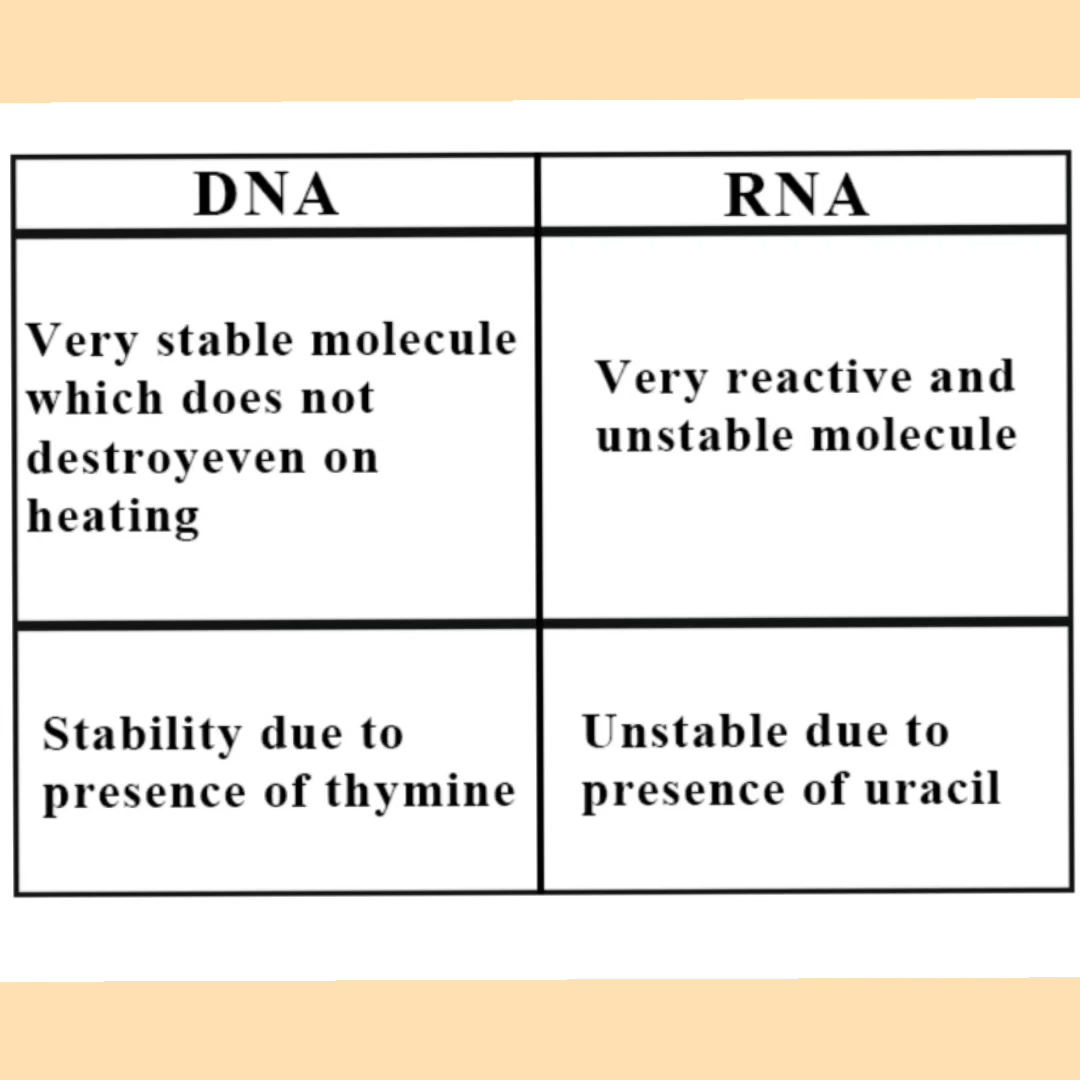 DNA
RNA
Very stable molecule
which does not
destroyeven on
heating
Very reactive and
unstable molecule
Stability due to
presence of thymine
Unstable due to
presence of uracil